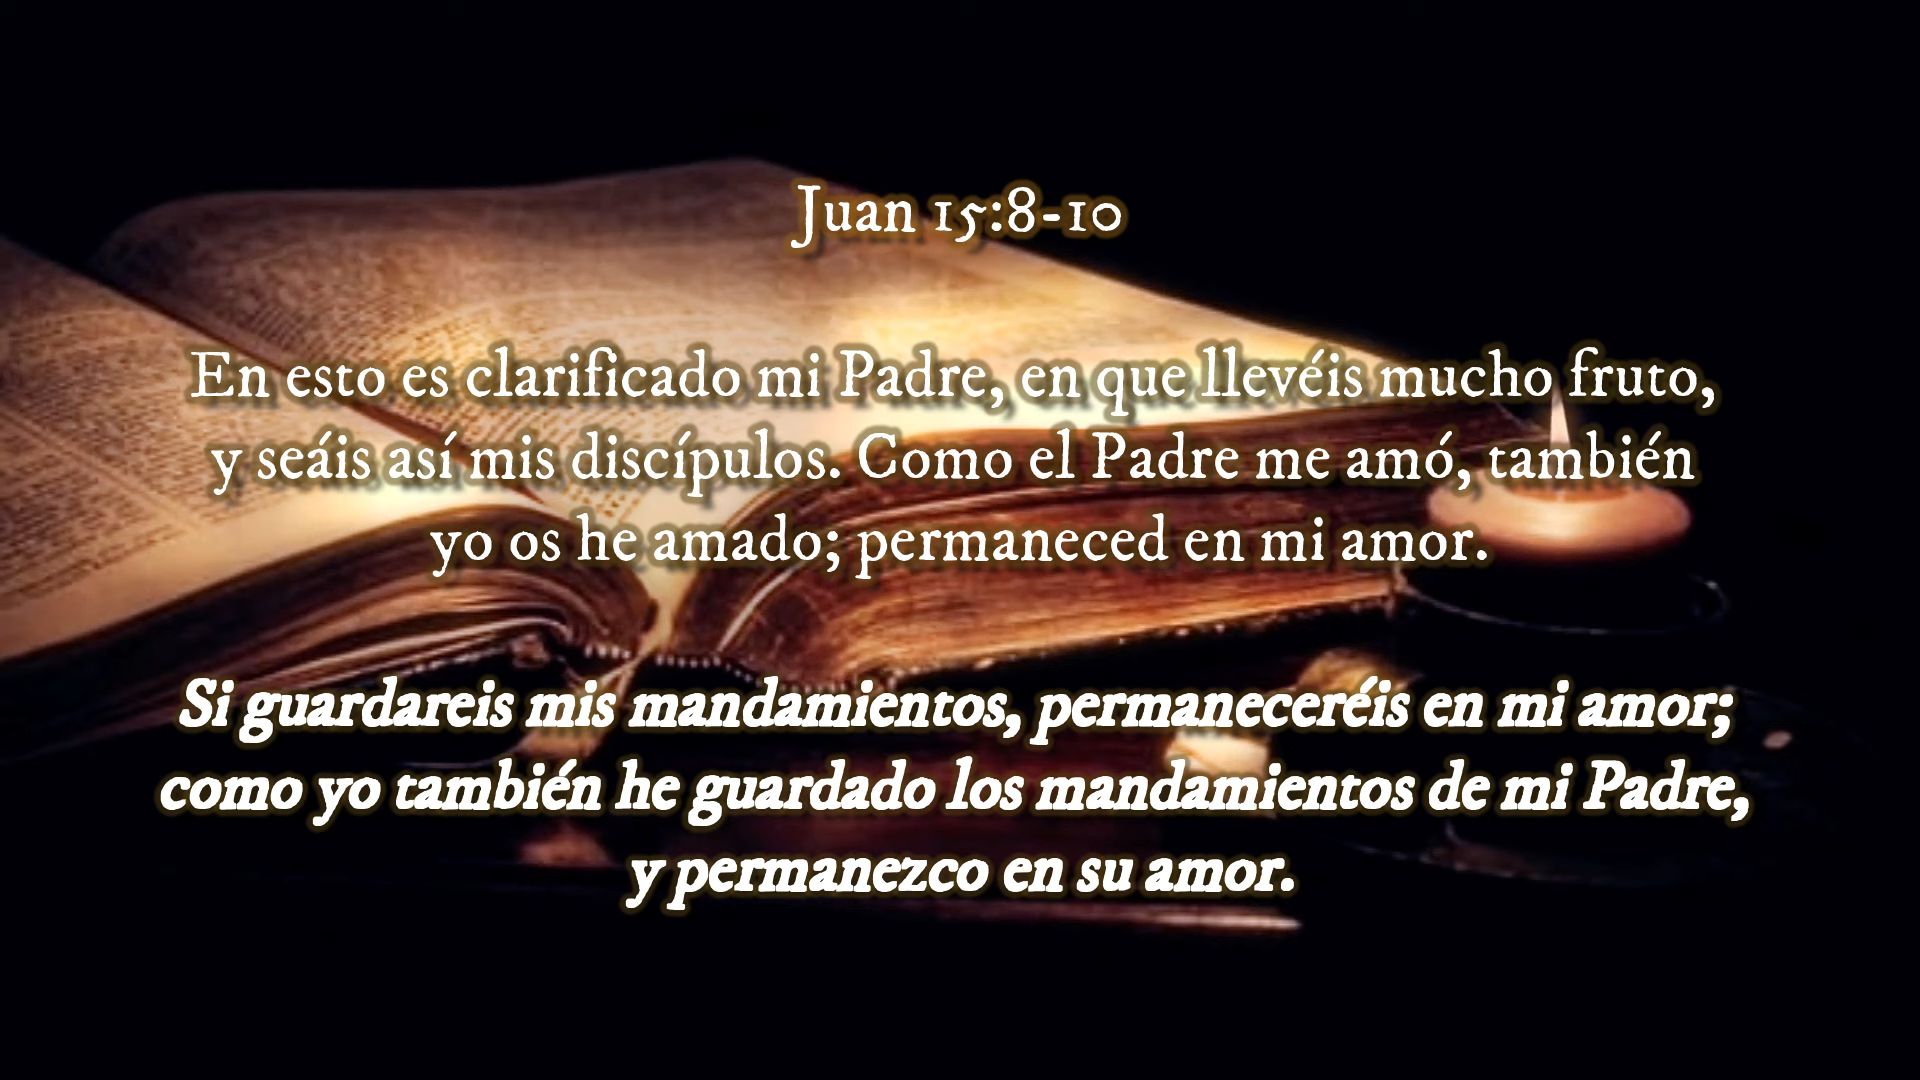 Juan 15:8-10
En esto es clarificado mi Padre, en que llevéis mucho fruto,
y seáis así mis discípulos. Como el Padre me amó, también
yo os he amado; permaneced en mi amor.
Si guardareis mis mandamientos, permaneceréis en mi amor;
como yo también he guardado los mandamientos de mi Padre,
y permanezco en su amor.